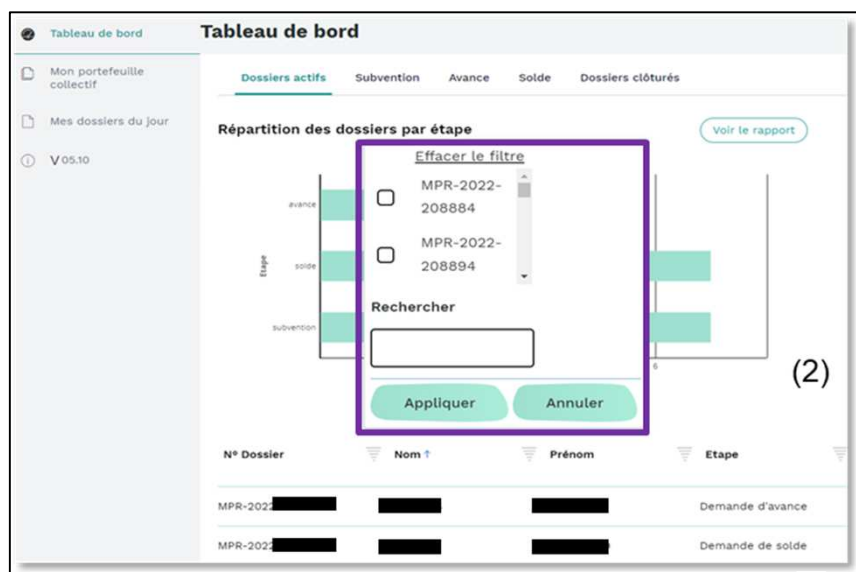 Tableau de bord
Tableau de bord
Mon portefeuille
collectif
Mes dossiers du jour
V 05.10
Dossiers actifs Subvention Avance Solde Dossiers clôturés
Répartition des dossiers par étape
Voir le rapport
Effacer le filtre
MPR-2022-
208884
MPR-2022-
208894
Rechercher
Appliquer Annuler
Etape
avance
solde
subvention
6
(2)
N° Dossier Nom ↑ Prénom Etape
MPR-2022 Demande d'avance
MPR-2022 Demande de solde